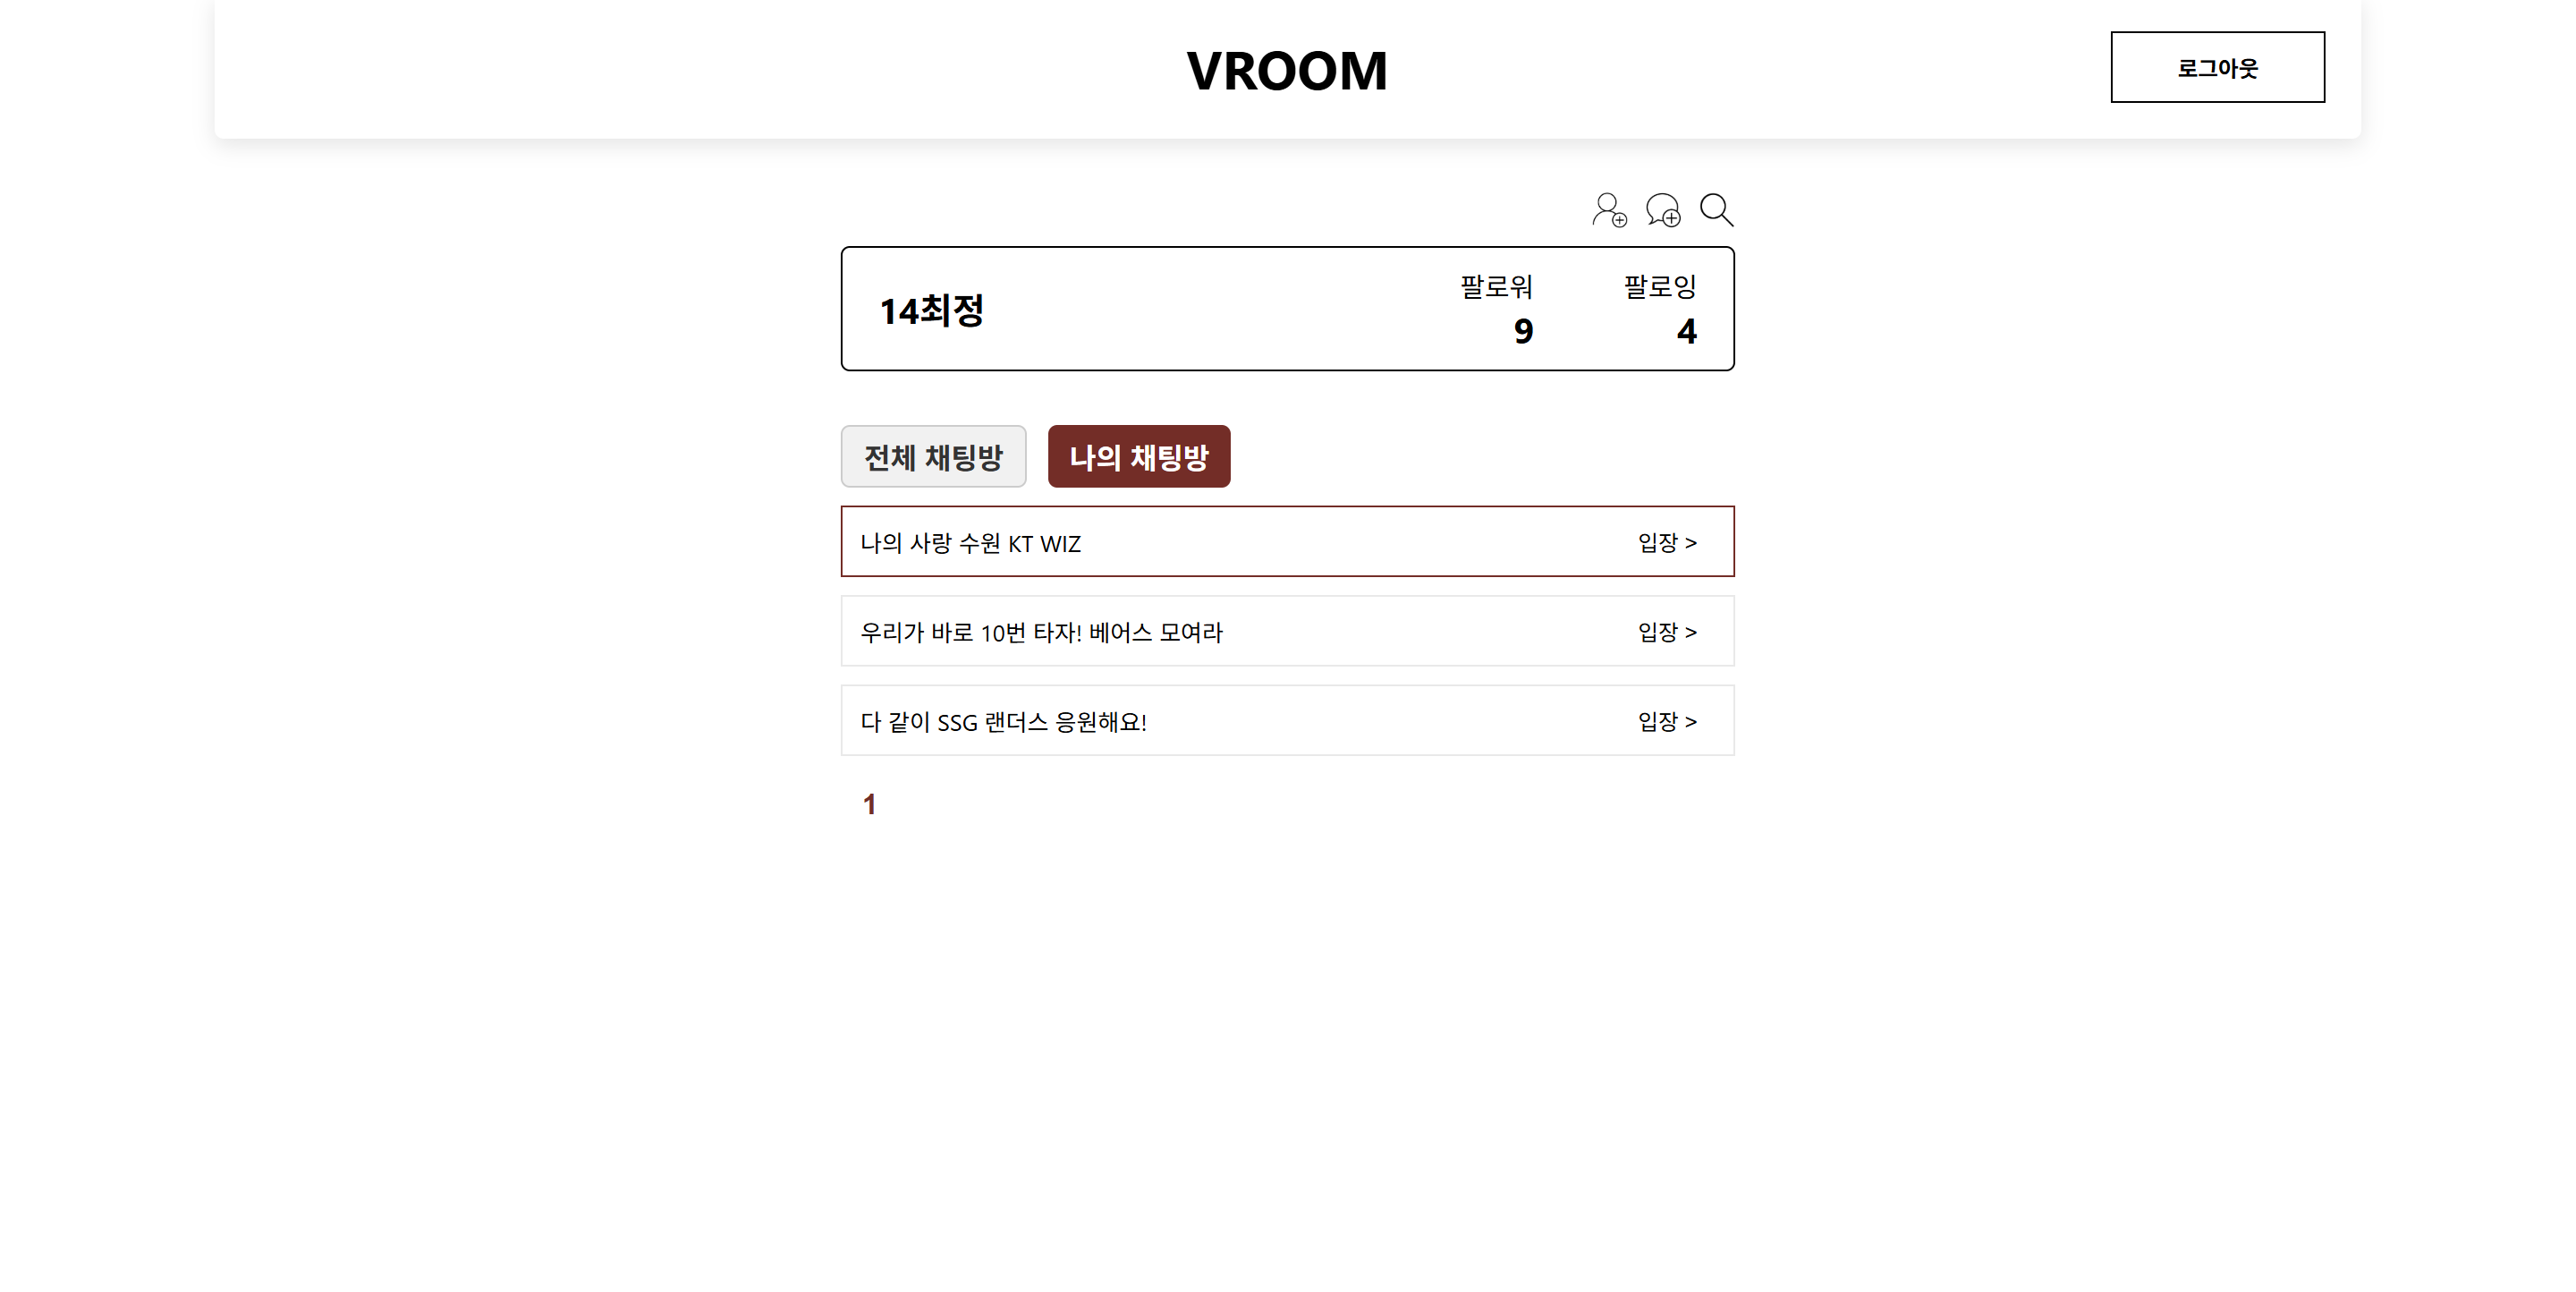 VROOM
로그아웃
14최정
팔로워 팔로잉
9 4
전체 채팅방 나의 채팅방
나의 사랑 수원 KT WIZ 입장 >
우리가 바로 10번 타자! 베어스 모여라 입장 >
다 같이 SSG 랜더스 응원해요! 입장 >
1